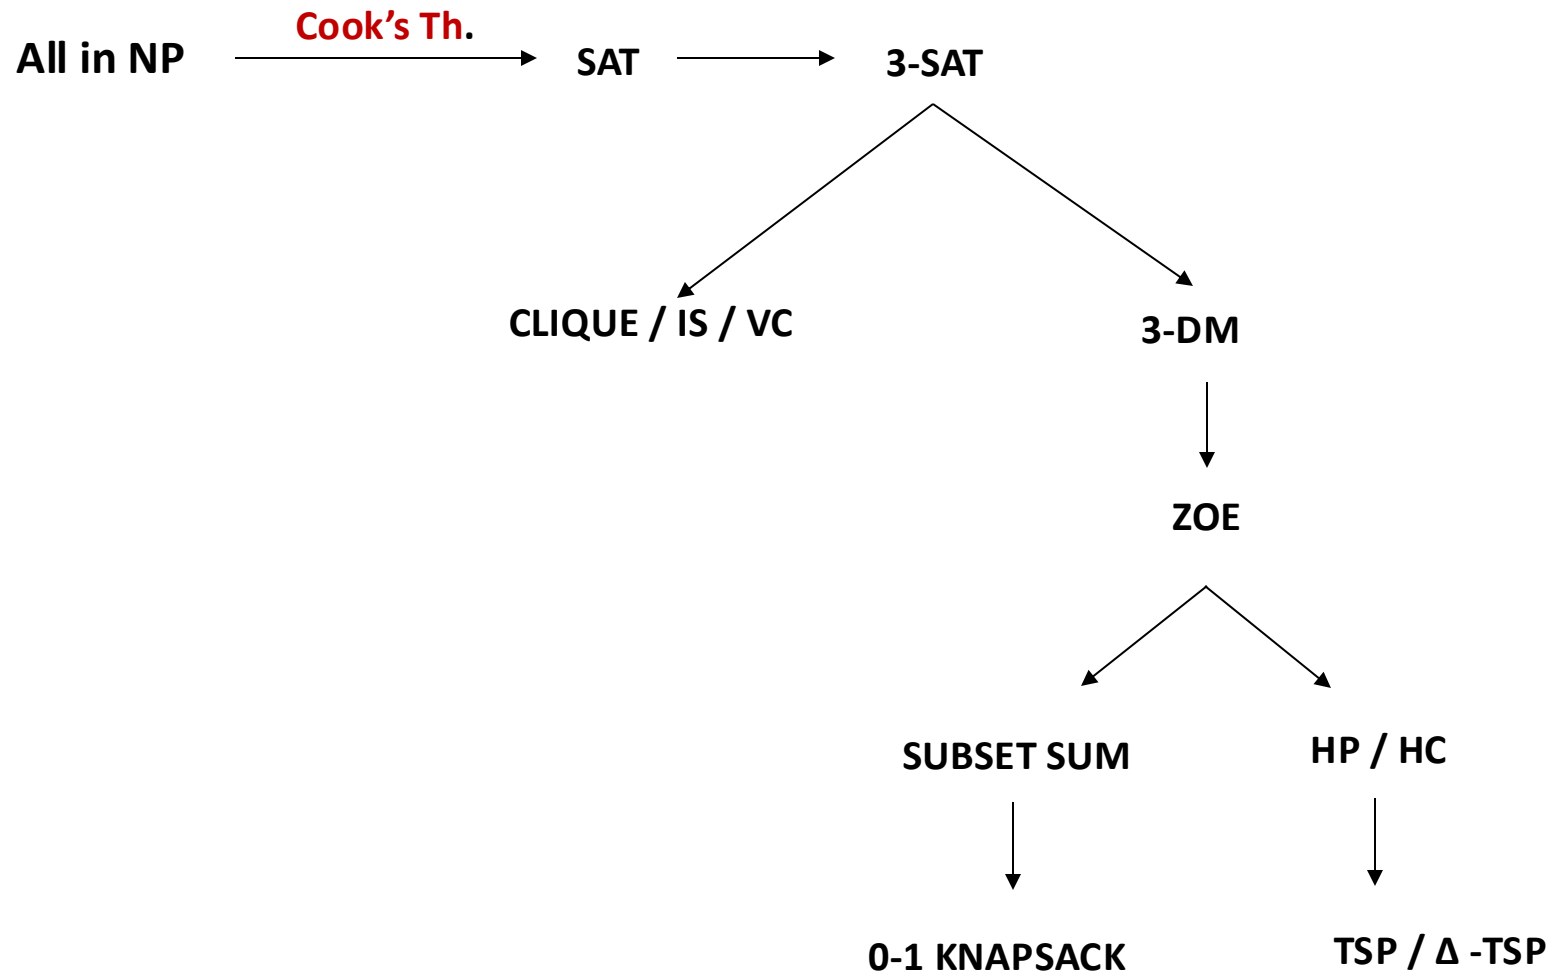 Cook's Th.
All in NP
SAT
3-SAT
CLIQUE / IS / VC
3-DM
ZOE
SUBSET SUM
HP / HC
0-1 KNAPSACK
TSP / Δ -TSP